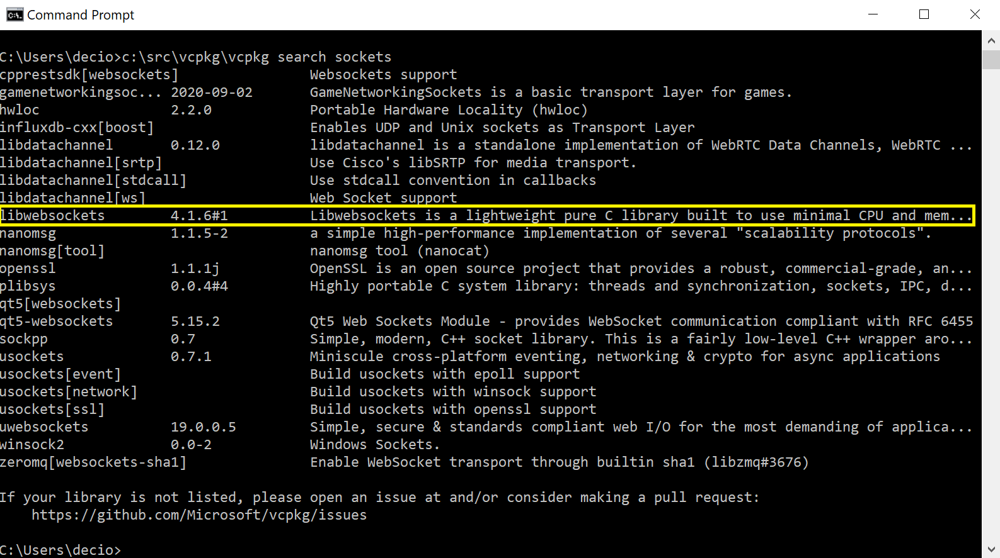 Command Prompt
C:\Users\decio>c:\src\vcpkg\vcpkg search sockets
cpprestsdk[websockets]                Websockets support
gamenetworkingsoc... 2020-09-02       GameNetworkingSockets is a basic transport layer for games.
hwloc                2.2.0            Portable Hardware Locality (hwloc)
influxdb-cxx[boost]                   Enables UDP and Unix sockets as Transport Layer
libdatachannel       0.12.0           libdatachannel is a standalone implementation of WebRTC Data Channels, WebRTC ...
libdatachannel[srtp]                  Use Cisco's libSRTP for media transport.
libdatachannel[stdcall]               Use stdcall convention in callbacks
libdatachannel[ws]                    Web Socket support
libwebsockets        4.1.6#1          Libwebsockets is a lightweight pure C library built to use minimal CPU and mem...
nanomsg              1.1.5-2          a simple high-performance implementation of several "scalability protocols".
nanomsg[tool]                         nanomsg tool (nanocat)
openssl              1.1.1j           OpenSSL is an open source project that provides a robust, commercial-grade, an...
plibsys              0.0.4#4          Highly portable C system library: threads and synchronization, sockets, IPC, d...
qt5[websockets]
qt5-websockets       5.15.2           Qt5 Web Sockets Module - provides WebSocket communication compliant with RFC 6455
sockpp               0.7              Simple, modern, C++ socket library. This is a fairly low-level C++ wrapper aro...
usockets             0.7.1            Miniscule cross-platform eventing, networking & crypto for async applications
usockets[event]                       Build usockets with epoll support
usockets[network]                     Build usockets with winsock support
usockets[ssl]                         Build usockets with openssl support
uwebsockets          19.0.0.5         Simple, secure & standards compliant web I/O for the most demanding of applica...
winsock2             0.0-2            Windows Sockets.
zeromq[websockets-sha1]               Enable WebSocket transport through builtin sha1 (libzmq#3676)
If your library is not listed, please open an issue at and/or consider making a pull request:
    https://github.com/Microsoft/vcpkg/issues
C:\Users\decio>